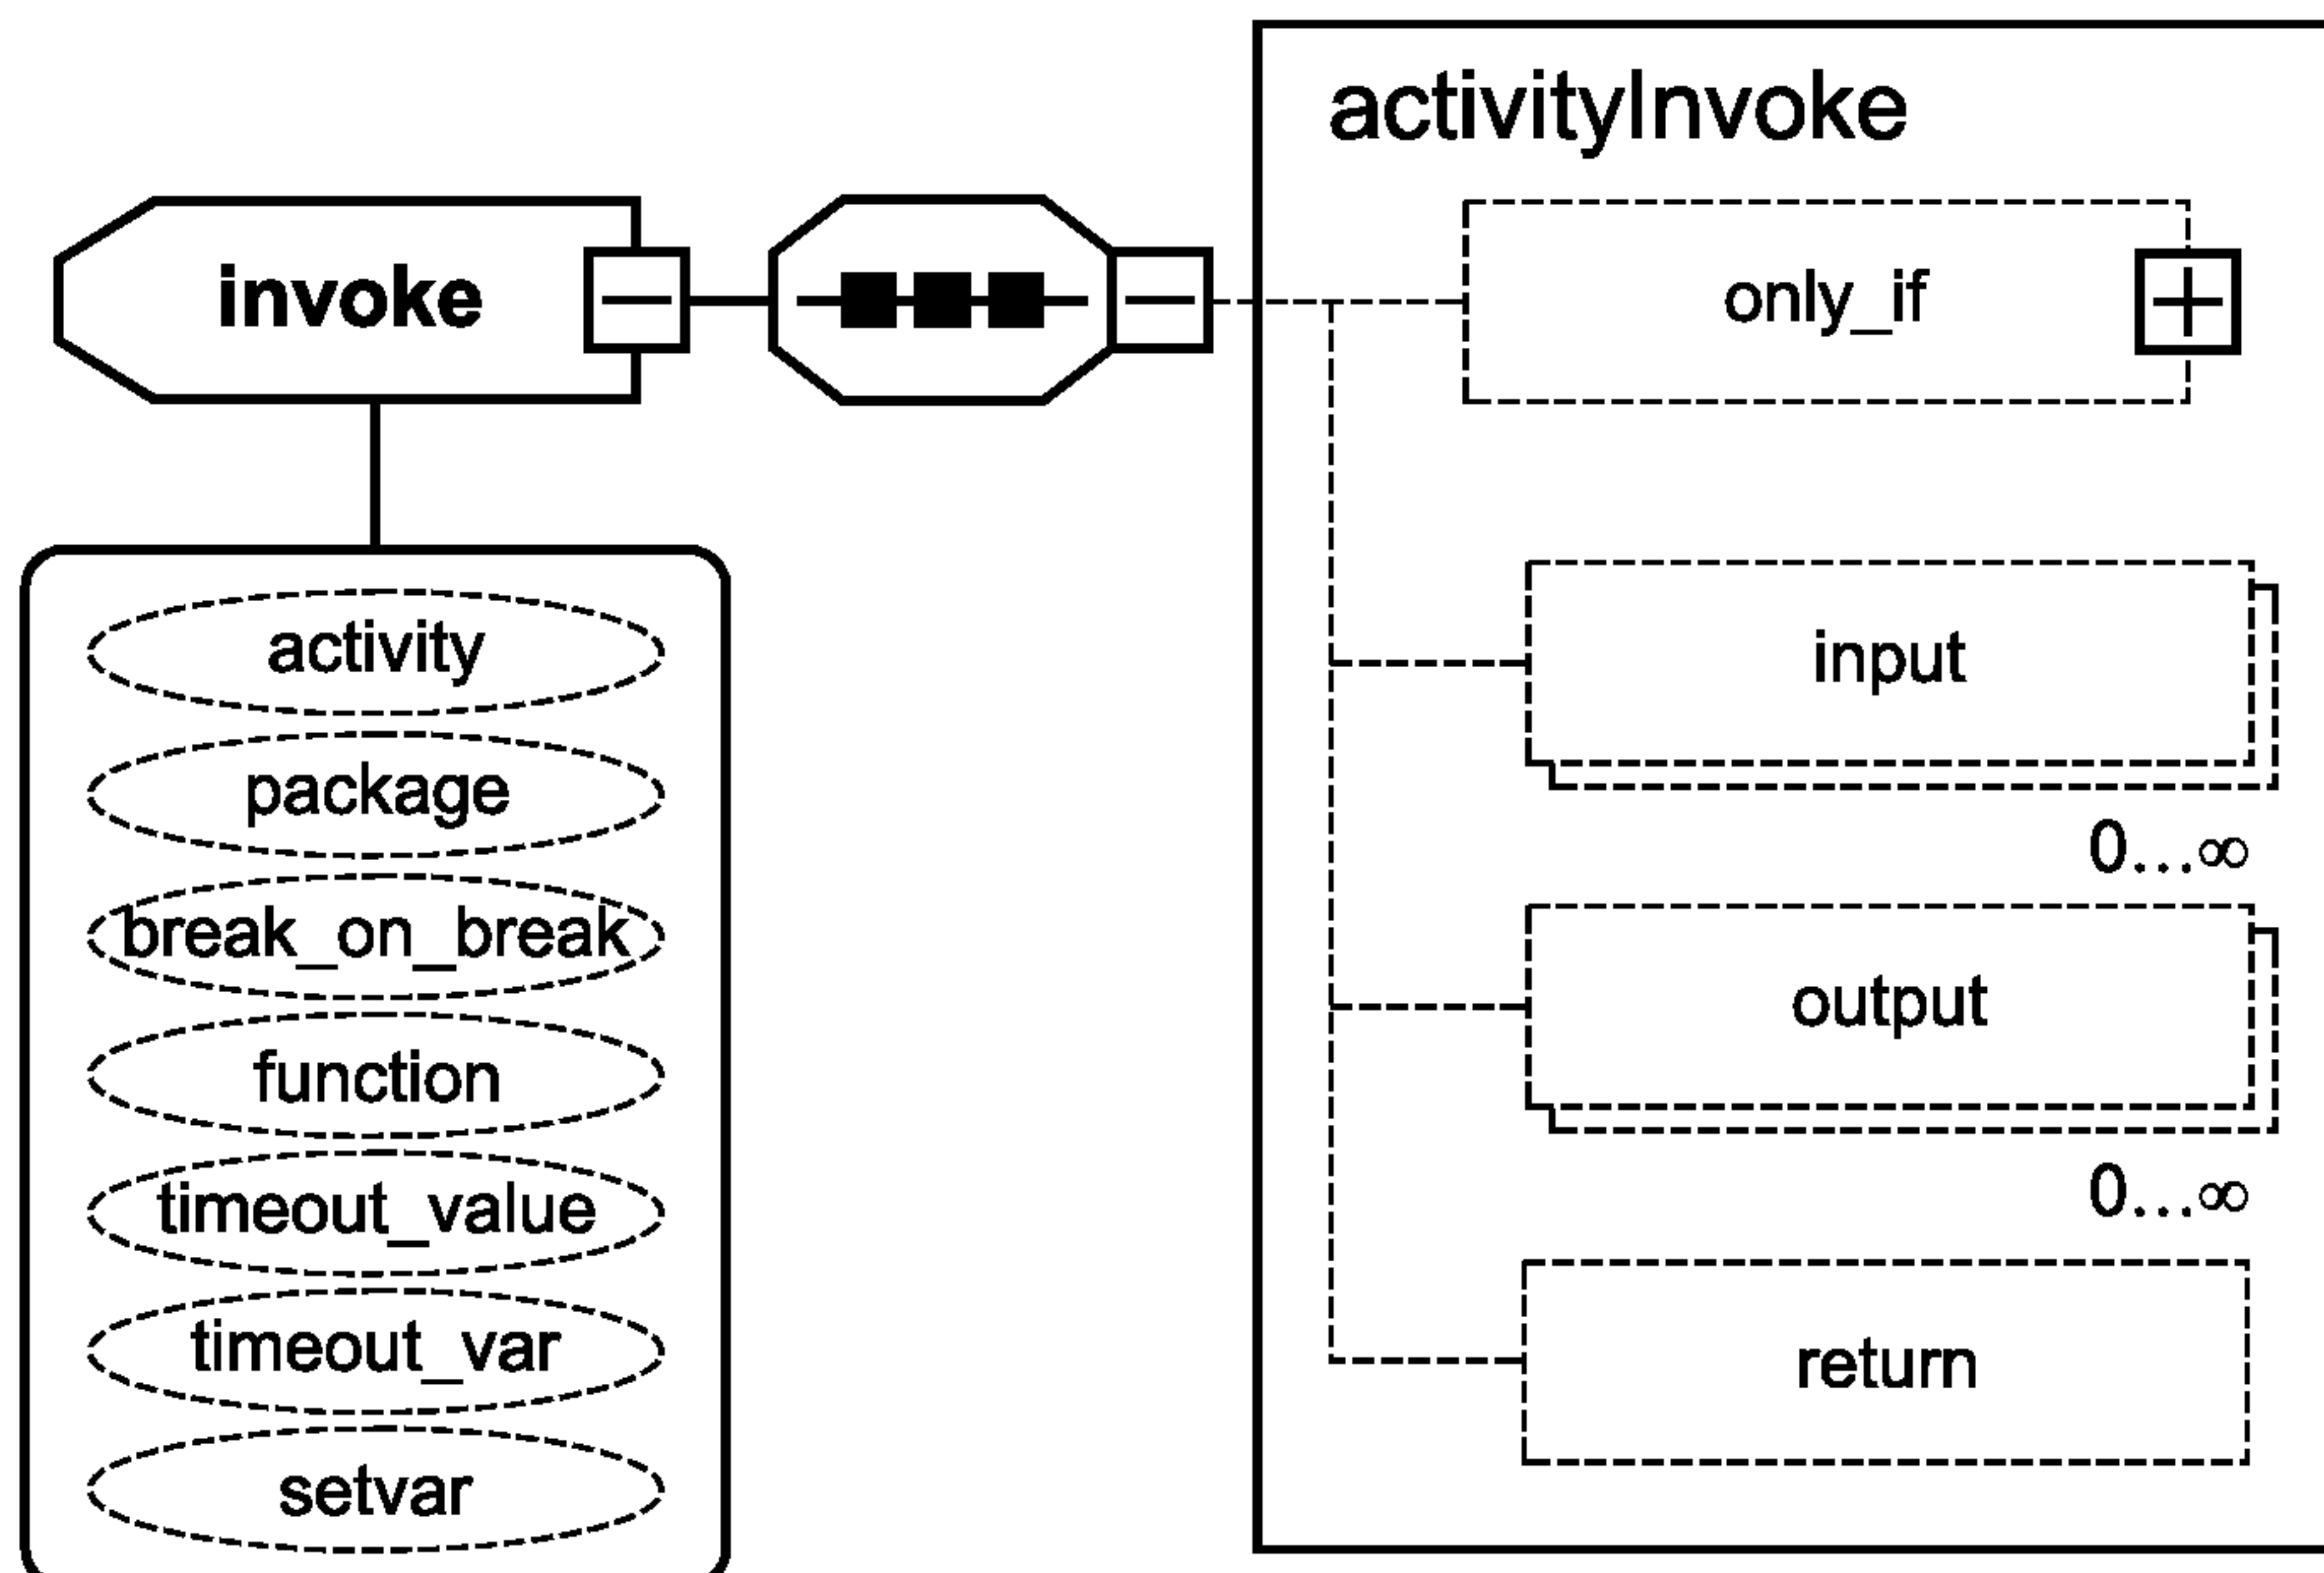 activityInvoke
invoke
only_if
activity
input
package
0...∞
break_on_break
output
function
0...∞
timeout_value
timeout_var
return
setvar